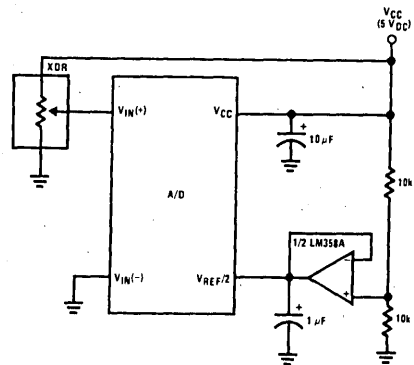 VCC
(5 VDC)
XDR
VIN(+)
VCC
10 µF
10k
A/D
1/2 LM358A
VIN(−)
VREF/2
−
+
1 µF
10k
+
+